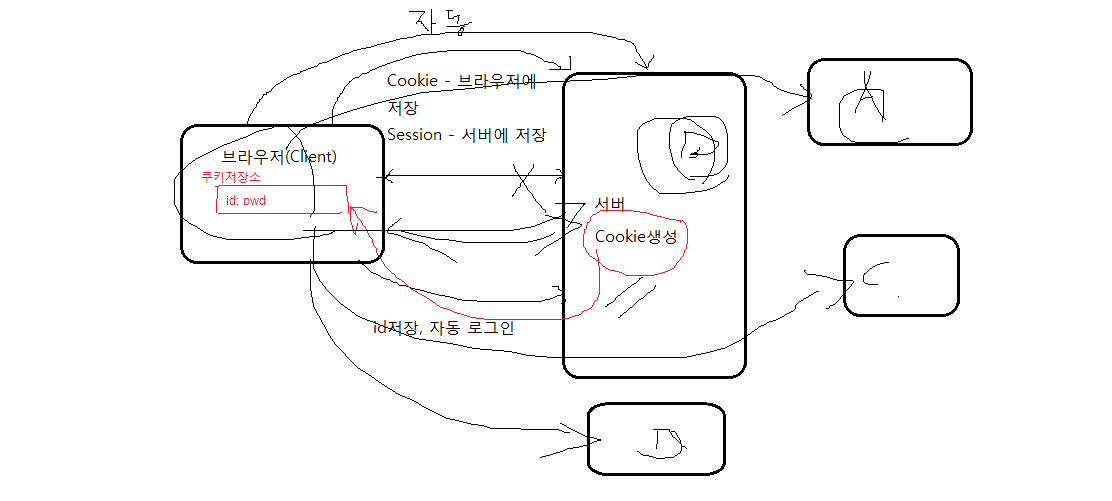 자동
Cookie - 브라우저에
저장
Session - 서버에 저장
A
브라우저(Client)
쿠키저장소
id; pwd
서버
Cookie생성
C
id저장, 자동 로그인
D